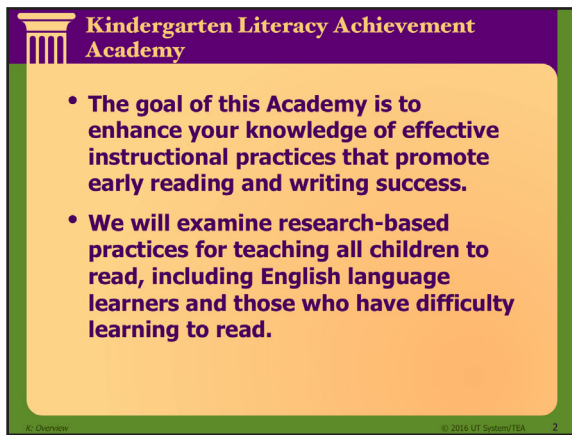 Kindergarten Literacy Achievement
Academy
• The goal of this Academy is to
enhance your knowledge of effective
instructional practices that promote
early reading and writing success.
• We will examine research-based
practices for teaching all children to
read, including English language
learners and those who have difficulty
learning to read.
K: Overview © 2016 UT System/TEA 2